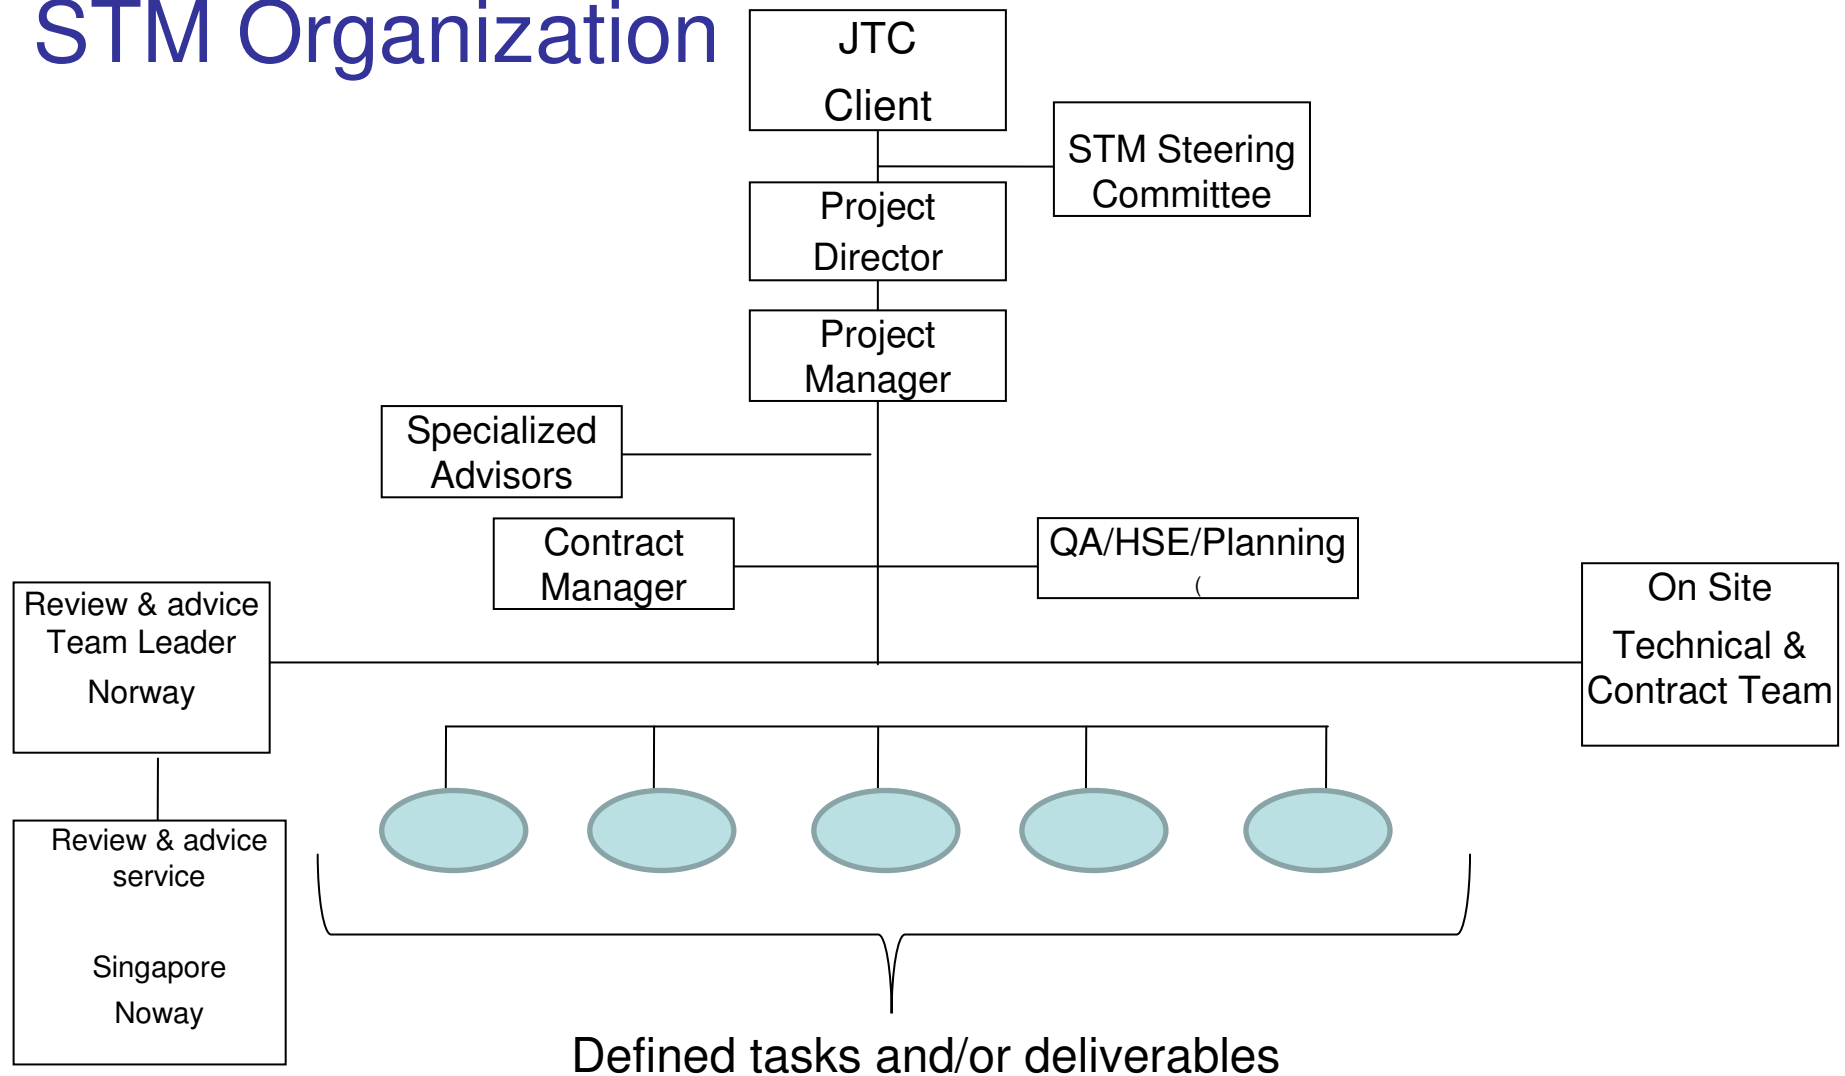 STM Organization
JTC
Client
STM Steering
Committee
Project
Director
Project
Manager
Specialized
Advisors
Contract
Manager
QA/HSE/Planning
(
Review & advice
Team Leader
Norway
On Site
Technical &
Contract Team
Review & advice
service
Singapore
Noway
Defined tasks and/or deliverables